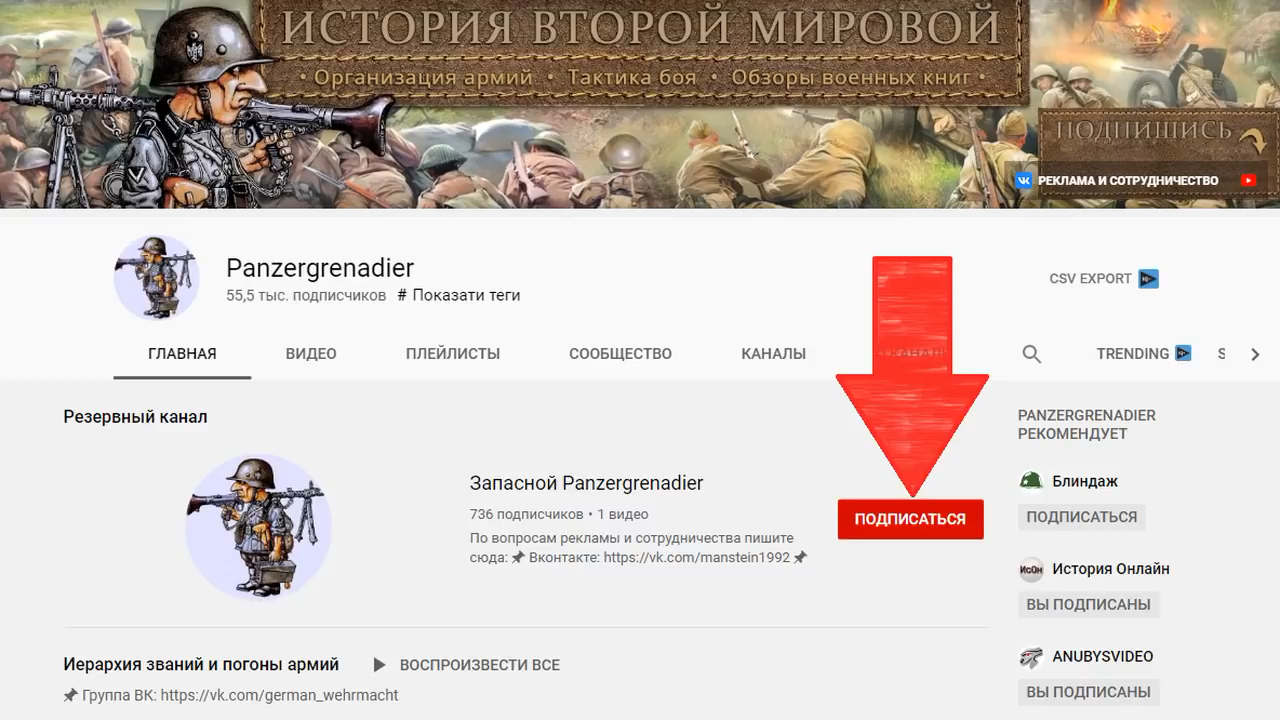 ИСТОРИЯ ВТОРОЙ МИРОВОЙ
• Организация армий • Тактика боя • Обзоры военных книг •
ПОДПИШИСЬ
РЕКЛАМА И СОТРУДНИЧЕСТВО
Panzergrenadier
55,5 тыс. подписчиков # Показати теги
CSV EXPORT
ГЛАВНАЯ ВИДЕО ПЛЕЙЛИСТЫ СООБЩЕСТВО КАНАЛЫ TRENDING S
Резервный канал
Запасной Panzergrenadier
736 подписчиков • 1 видео
По вопросам рекламы и сотрудничества пишите
сюда: 📌 Вконтакте: https://vk.com/manstein1992 📌
ПОДПИСАТЬСЯ
Иерархия званий и погоны армий ВОСПРОИЗВЕСТИ ВСЕ
📌 Группа ВК: https://vk.com/german_wehrmacht
PANZERGRENADIER
РЕКОМЕНДУЕТ
Блиндаж
ПОДПИСАТЬСЯ
ИсОн История Онлайн
ВЫ ПОДПИСАНЫ
ANUBYSVIDEO
ВЫ ПОДПИСАНЫ